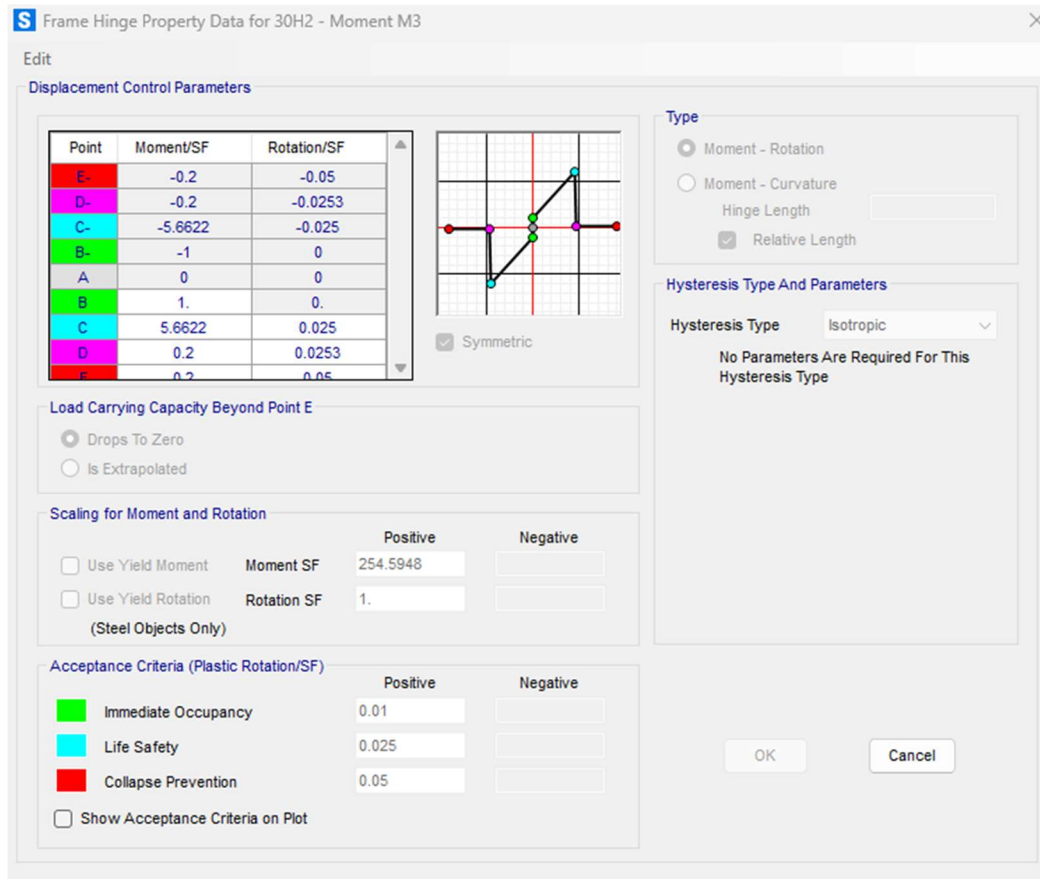 S Frame Hinge Property Data for 30H2 - Moment M3
Edit
Displacement Control Parameters
Point Moment/SF Rotation/SF
E- -0.2 -0.05
D- -0.2 -0.0253
C- -5.6622 -0.025
B- -1 0
A 0 0
B 1. 0.
C 5.6622 0.025
D 0.2 0.0253
E 0.2 0.05
Symmetric
Load Carrying Capacity Beyond Point E
Drops To Zero
Is Extrapolated
Scaling for Moment and Rotation
Positive Negative
Use Yield Moment Moment SF 254.5948
Use Yield Rotation Rotation SF 1.
(Steel Objects Only)
Acceptance Criteria (Plastic Rotation/SF)
Positive Negative
Immediate Occupancy 0.01
Life Safety 0.025
Collapse Prevention 0.05
Show Acceptance Criteria on Plot
Type
Moment - Rotation
Moment - Curvature
Hinge Length
Relative Length
Hysteresis Type And Parameters
Hysteresis Type Isotropic
No Parameters Are Required For This
Hysteresis Type
OK Cancel